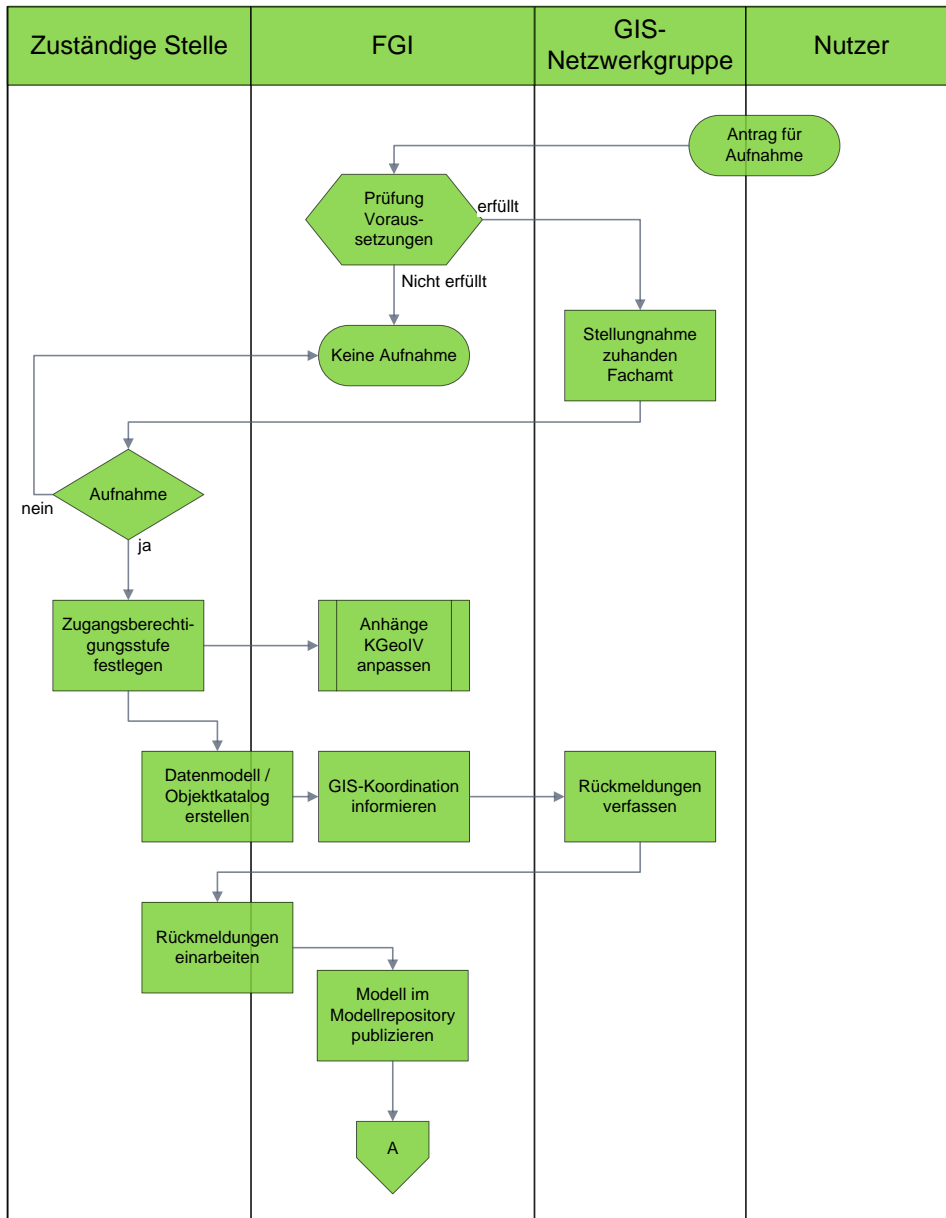 Zuständige Stelle
FGI
GIS-
Netzwerkgruppe
Nutzer
Antrag für
Aufnahme
Prüfung
Voraus-
setzungen
erfüllt
Nicht erfüllt
Keine Aufnahme
Stellungnahme
zuhanden
Fachamt
Aufnahme
nein
ja
Zugangsberechti-
gungsstufe
festlegen
Anhänge
KGeoIV
anpassen
Datenmodell /
Objektkatalog
erstellen
GIS-Koordination
informieren
Rückmeldungen
verfassen
Rückmeldungen
einarbeiten
Modell im
Modellrepository
publizieren
A